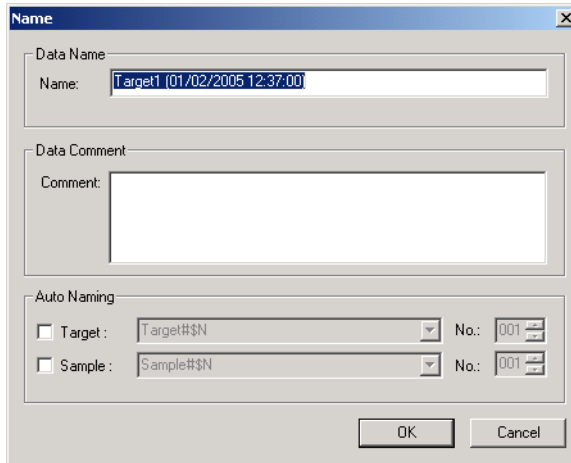 Name
Data Name
Name: Target1 (01/02/2005 12:37:00)
Data Comment
Comment:
Auto Naming
Target : Target#$N No.: 001
Sample : Sample#$N No.: 001
OK Cancel